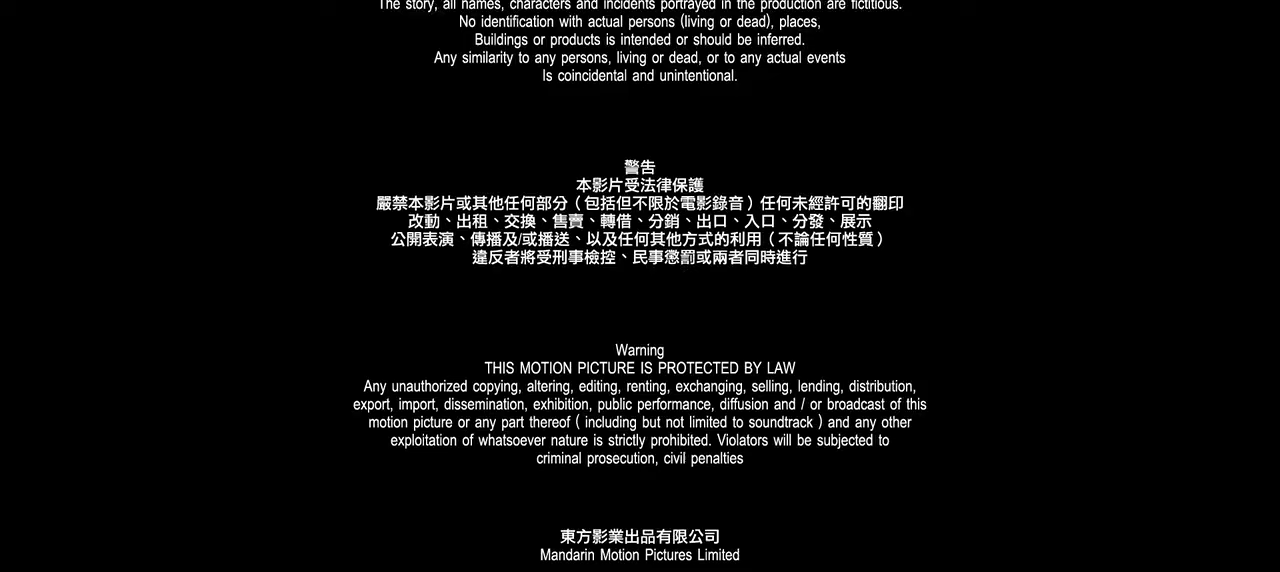 The story, all names, characters and incidents portrayed in the production are fictitious.
No identification with actual persons (living or dead), places,
Buildings or products is intended or should be inferred.
Any similarity to any persons, living or dead, or to any actual events
Is coincidental and unintentional.
警告
本影片受法律保護
嚴禁本影片或其他任何部分（包括但不限於電影錄音）任何未經許可的翻印
改動、出租、交換、售賣、轉借、分銷、出口、入口、分發、展示
公開表演、傳播及/或播送、以及任何其他方式的利用（不論任何性質）
違反者將受刑事檢控、民事懲罰或兩者同時進行
Warning
THIS MOTION PICTURE IS PROTECTED BY LAW
Any unauthorized copying, altering, editing, renting, exchanging, selling, lending, distribution,
export, import, dissemination, exhibition, public performance, diffusion and / or broadcast of this
motion picture or any part thereof ( including but not limited to soundtrack ) and any other
exploitation of whatsoever nature is strictly prohibited. Violators will be subjected to
criminal prosecution, civil penalties
東方影業出品有限公司
Mandarin Motion Pictures Limited